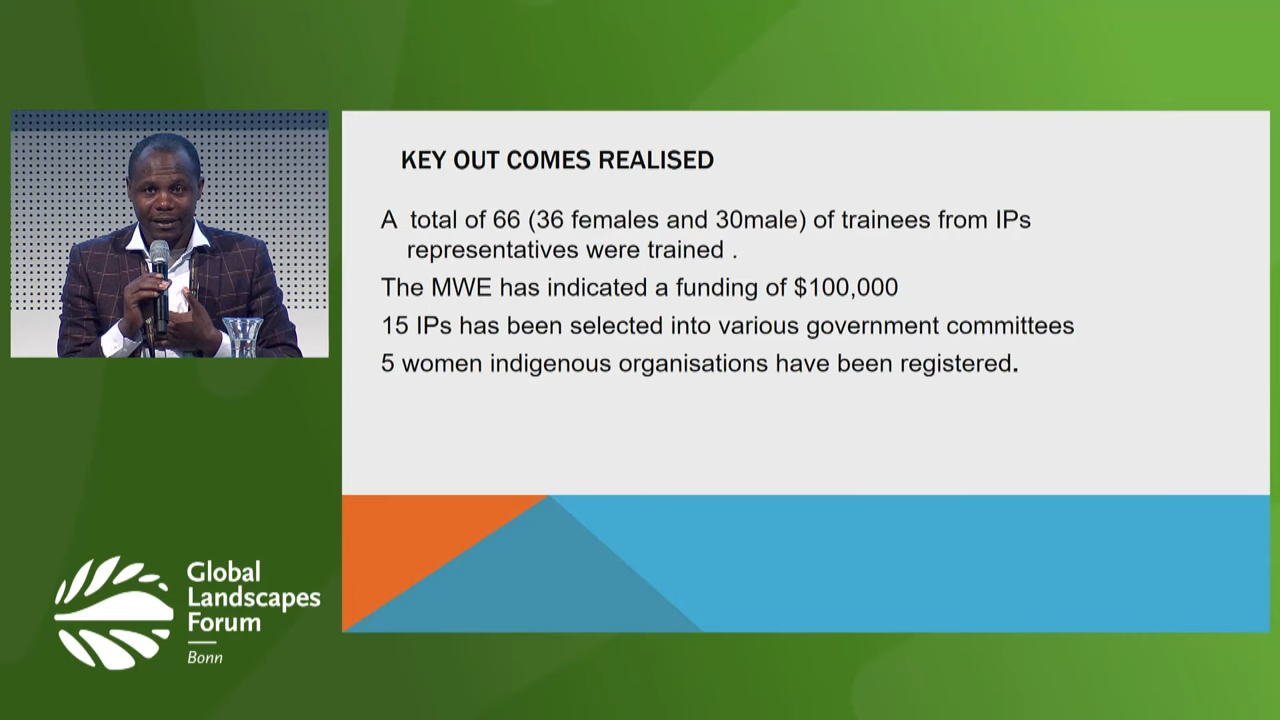 KEY OUT COMES REALISED
A  total of 66 (36 females and 30male) of trainees from IPs
representatives were trained .
The MWE has indicated a funding of $100,000
15 IPs has been selected into various government committees
5 women indigenous organisations have been registered.
Global
Landscapes
Forum
Bonn